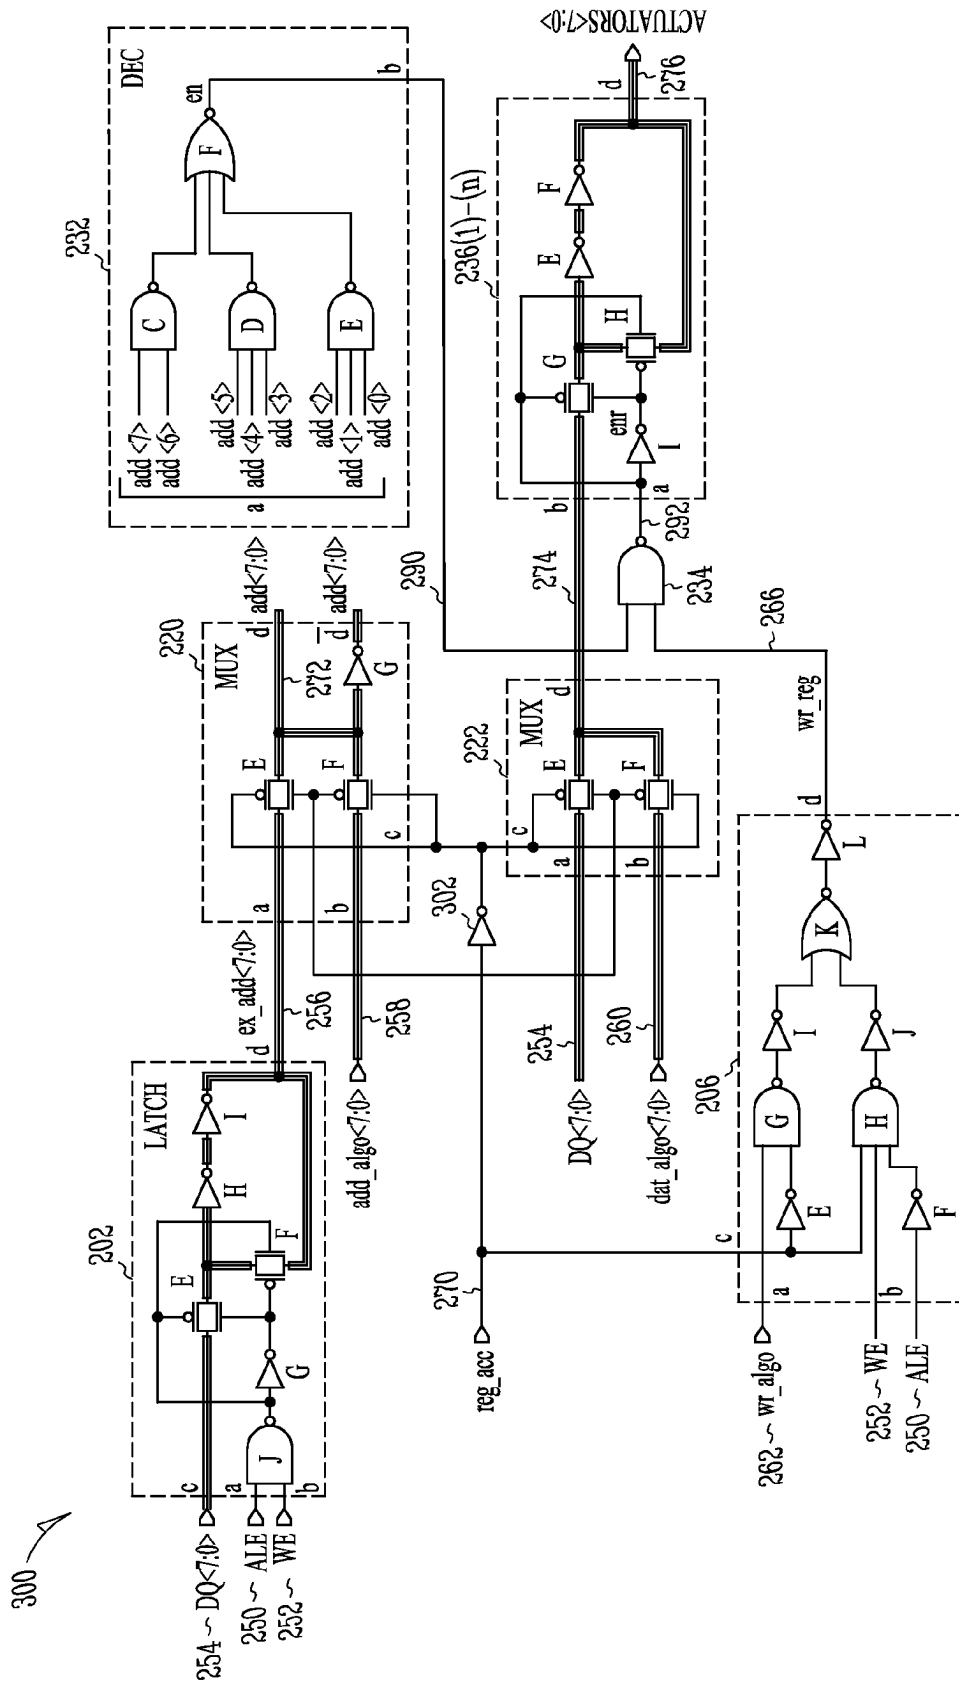 300
202
LATCH
254 ~ DQ<7:0>
250 ~ ALE
252 ~ WE
c
a
b
J
G
E
F
H
I
d
ex_add<7:0>
256
258
add_algo<7:0>
220
MUX
a
b
c
E
F
G
d
d
272
add<7:0>
add<7:0>
232
DEC
a
add<7>
add<6>
add<5>
add<4>
add<3>
add<2>
add<1>
add<0>
C
D
E
F
en
b
290
302
270
reg_acc
254
DQ<7:0>
260
dat_algo<7:0>
222
MUX
a
b
c
E
F
d
274
234
292
266
wr_reg
236(1)-(n)
b
a
I
enr
G
H
E
F
d
276
ACTUATORS<7:0>
206
262 ~ wr_algo
252 ~ WE
250 ~ ALE
a
b
c
E
F
G
H
I
J
K
L
d